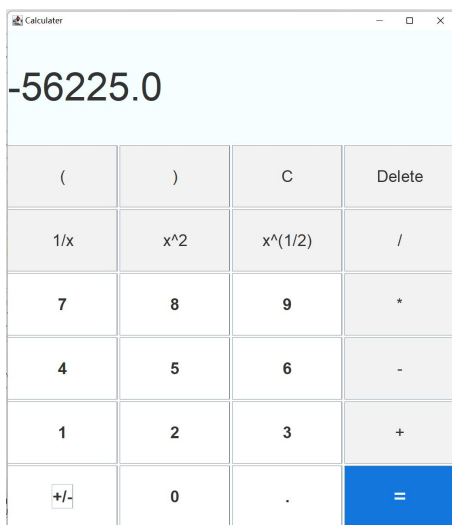 Calculater
-56225.0
( ) C Delete
1/x x^2 x^(1/2) /
7 8 9 *
4 5 6 -
1 2 3 +
+/- 0 . =